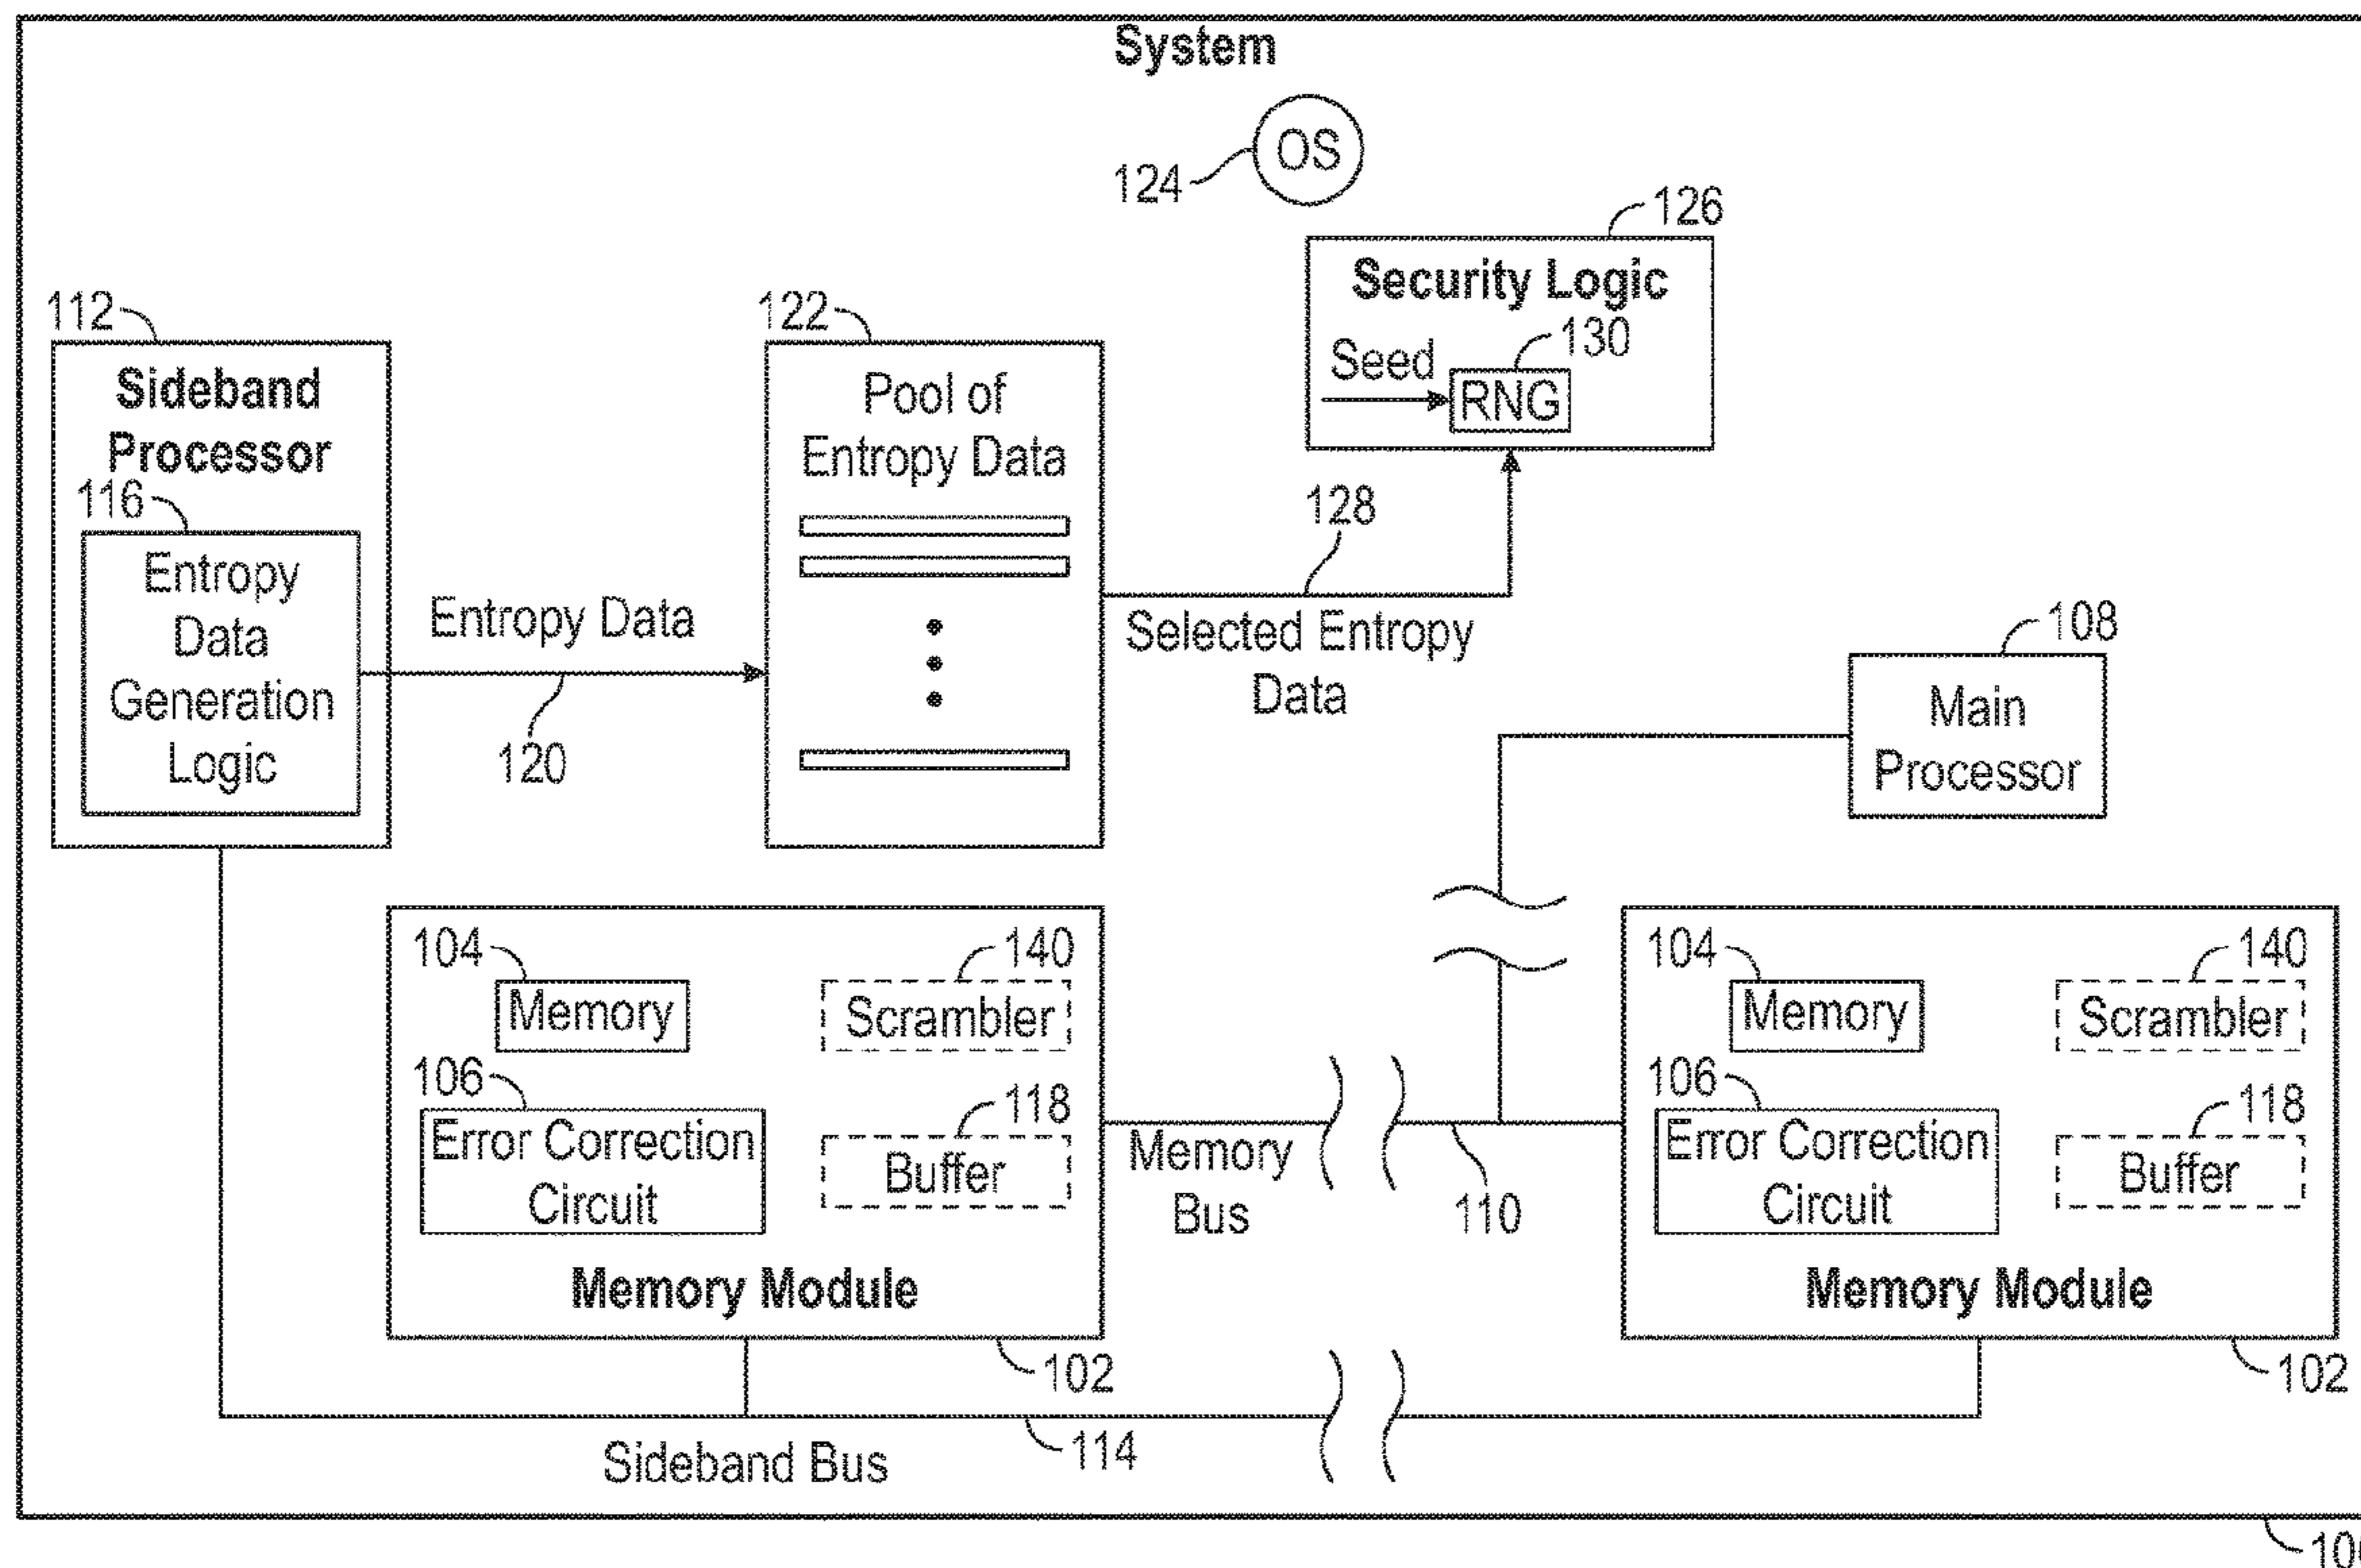 System
OS
124
126
Security Logic
130
Seed
RNG
112
Sideband
Processor
116
Entropy
Data
Generation
Logic
Entropy Data
120
122
Pool of
Entropy Data
128
Selected Entropy
Data
108
Main
Processor
104
Memory
140
Scrambler
106
Error Correction
Circuit
118
Buffer
Memory Module
102
Memory
Bus
110
104
Memory
140
Scrambler
106
Error Correction
Circuit
118
Buffer
Memory Module
102
Sideband Bus
114